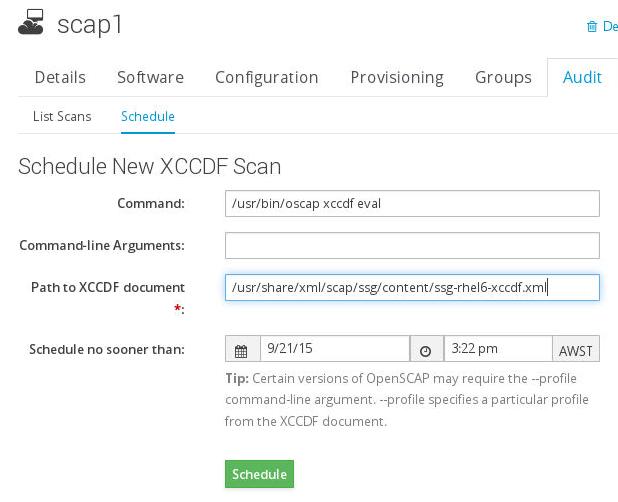 scap1
De
Details Software Configuration Provisioning Groups Audit
List Scans Schedule
Schedule New XCCDF Scan
Command: /usr/bin/oscap xccdf eval
Command-line Arguments:
Path to XCCDF document /usr/share/xml/scap/ssg/content/ssg-rhel6-xccdf.xml
*:
Schedule no sooner than: 9/21/15 3:22 pm AWST
Tip: Certain versions of OpenSCAP may require the --profile
command-line argument. --profile specifies a particular profile
from the XCCDF document.
Schedule